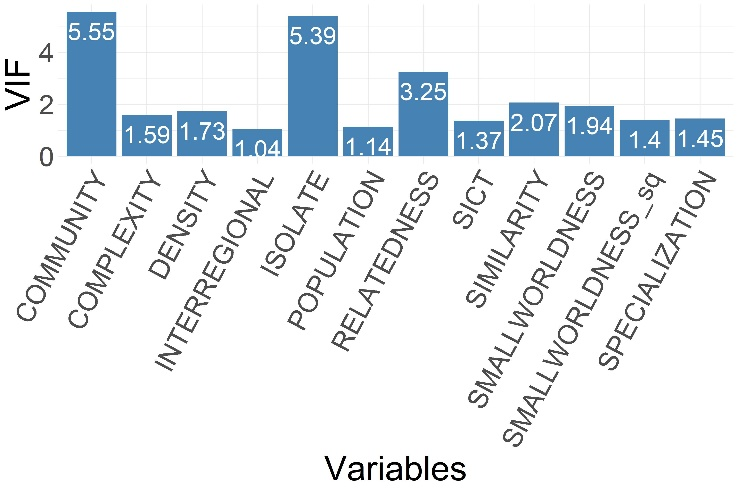 VIF
4
2
0
5.55
1.59
1.73
1.04
5.39
1.14
3.25
1.37
2.07
1.94
1.4
1.45
COMMUNITY
COMPLEXITY
DENSITY
INTERREGIONAL
ISOLATE
POPULATION
RELATEDNESS
SICT
SIMILARITY
SMALLWORLDNESS
SMALLWORLDNESS_sq
SPECIALIZATION
Variables